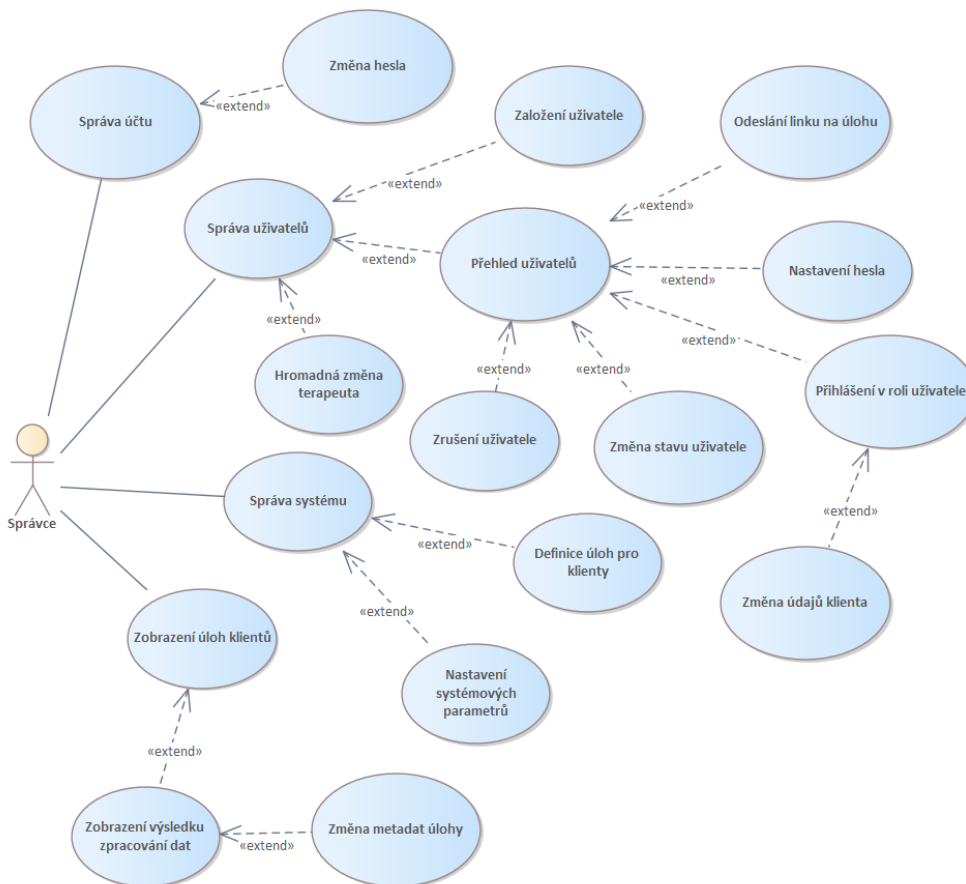 Změna hesla
Správa účtu
«extend»
Založení uživatele
Odeslání linku na úlohu
«extend»
«extend»
Správa uživatelů
«extend»
Přehled uživatelů
Nastavení hesla
«extend»
«extend»
«extend»
«extend»
«extend»
Hromadná změna
terapeuta
Přihlášení v roli uživatele
Zrušení uživatele
Změna stavu uživatele
Správce
Správa systému
«extend»
«extend»
Definice úloh pro
klienty
Změna údajů klienta
«extend»
Zobrazení úloh klientů
Nastavení
systémových
parametrů
«extend»
Zobrazení výsledku
zpracování dat
«extend»
Změna metadat úlohy